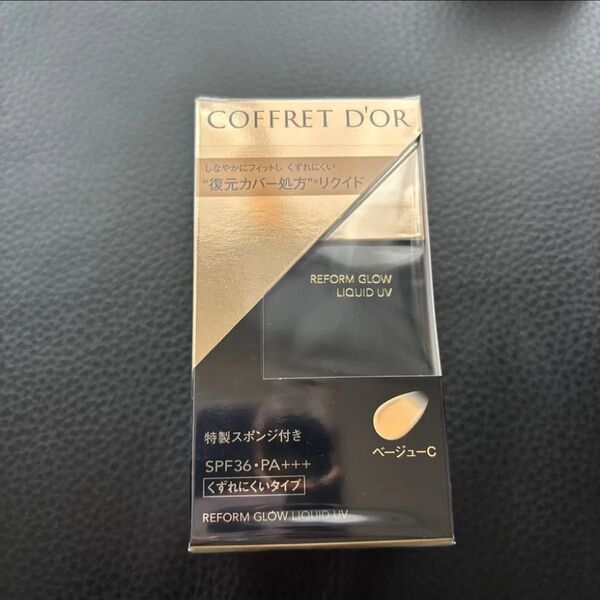 COFFRET D'OR
しなやかにフィットし くずれにくい
“復元カバー処方”*リクイド
REFORM GLOW
LIQUID UV
特製スポンジ付き
ベージュ－C
SPF36・PA+++
くずれにくいタイプ
REFORM GLOW LIQUID UV